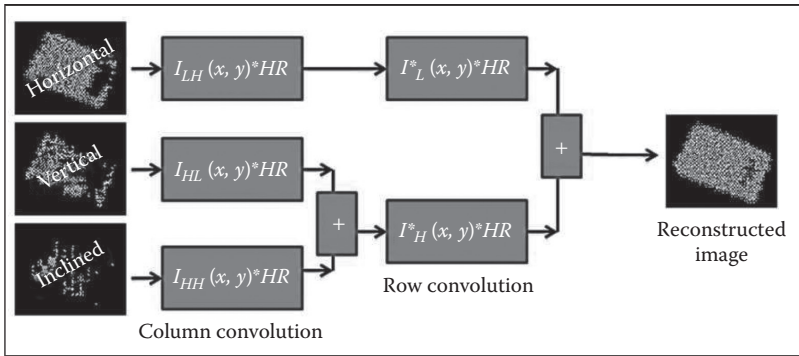 Horizontal
I_LH (x, y)*HR
I*_L (x, y)*HR
Vertical
I_HL (x, y)*HR
+
+
I*_H (x, y)*HR
Reconstructed
image
Inclined
I_HH (x, y)*HR
Row convolution
Column convolution